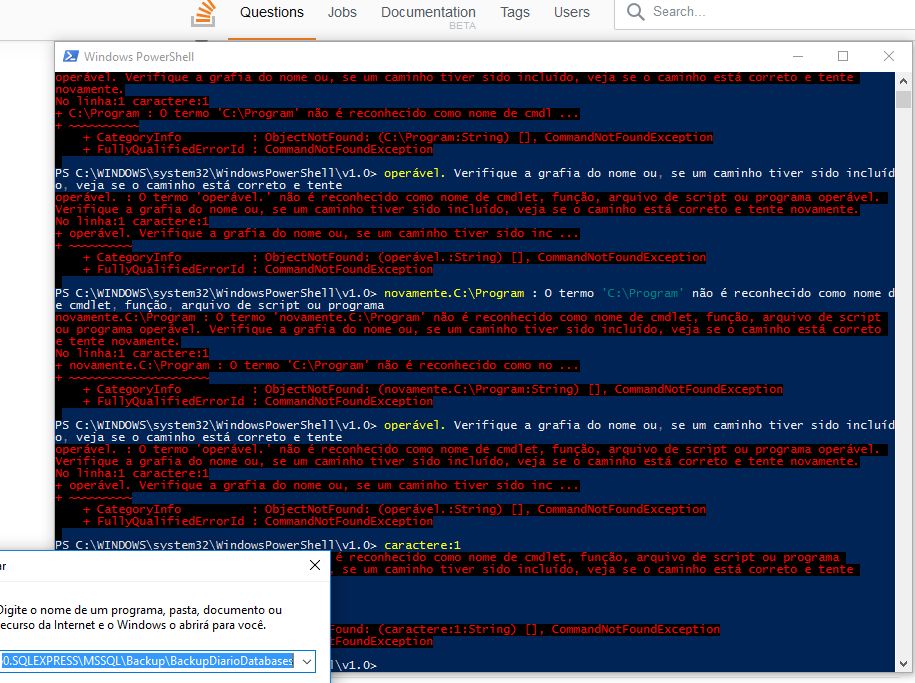 Questions Jobs Documentation Tags Users Search...
BETA
Windows PowerShell
operável. Verifique a grafia do nome ou, se um caminho tiver sido incluído, veja se o caminho está correto e tente
novamente.
No linha:1 caractere:1
+ C:\Program : O termo 'C:\Program' não é reconhecido como nome de cmdl ...
+ ~~~~~~~~~~
+ CategoryInfo : ObjectNotFound: (C:\Program:String) [], CommandNotFoundException
+ FullyQualifiedErrorId : CommandNotFoundException
PS C:\WINDOWS\system32\WindowsPowerShell\v1.0> operável. Verifique a grafia do nome ou, se um caminho tiver sido incluíd
o, veja se o caminho está correto e tente
operável. : O termo 'operável.' não é reconhecido como nome de cmdlet, função, arquivo de script ou programa operável.
Verifique a grafia do nome ou, se um caminho tiver sido incluído, veja se o caminho está correto e tente novamente.
No linha:1 caractere:1
+ operável. Verifique a grafia do nome ou, se um caminho tiver sido inc ...
+ ~~~~~~~~~
+ CategoryInfo : ObjectNotFound: (operável.:String) [], CommandNotFoundException
+ FullyQualifiedErrorId : CommandNotFoundException
PS C:\WINDOWS\system32\WindowsPowerShell\v1.0> novamente.C:\Program : O termo 'C:\Program' não é reconhecido como nome d
e cmdlet, função, arquivo de script ou programa
novamente.C:\Program : O termo 'novamente.C:\Program' não é reconhecido como nome de cmdlet, função, arquivo de script
ou programa operável. Verifique a grafia do nome ou, se um caminho tiver sido incluído, veja se o caminho está correto
e tente novamente.
No linha:1 caractere:1
+ novamente.C:\Program : O termo 'C:\Program' não é reconhecido como no ...
+ ~~~~~~~~~~~~~~~~~~~~
+ CategoryInfo : ObjectNotFound: (novamente.C:\Program:String) [], CommandNotFoundException
+ FullyQualifiedErrorId : CommandNotFoundException
PS C:\WINDOWS\system32\WindowsPowerShell\v1.0> operável. Verifique a grafia do nome ou, se um caminho tiver sido incluíd
o, veja se o caminho está correto e tente
operável. : O termo 'operável.' não é reconhecido como nome de cmdlet, função, arquivo de script ou programa operável.
Verifique a grafia do nome ou, se um caminho tiver sido incluído, veja se o caminho está correto e tente novamente.
No linha:1 caractere:1
+ operável. Verifique a grafia do nome ou, se um caminho tiver sido inc ...
+ ~~~~~~~~~
+ CategoryInfo : ObjectNotFound: (operável.:String) [], CommandNotFoundException
+ FullyQualifiedErrorId : CommandNotFoundException
PS C:\WINDOWS\system32\WindowsPowerShell\v1.0> caractere:1
é reconhecido como nome de cmdlet, função, arquivo de script ou programa
, se um caminho tiver sido incluído, veja se o caminho está correto e tente
ound: (caractere:1:String) [], CommandNotFoundException
otFoundException
l\v1.0>
ar
Digite o nome de um programa, pasta, documento ou
ecurso da Internet e o Windows o abrirá para você.
0.SQLEXPRESS\MSSQL\Backup\BackupDiarioDatabases